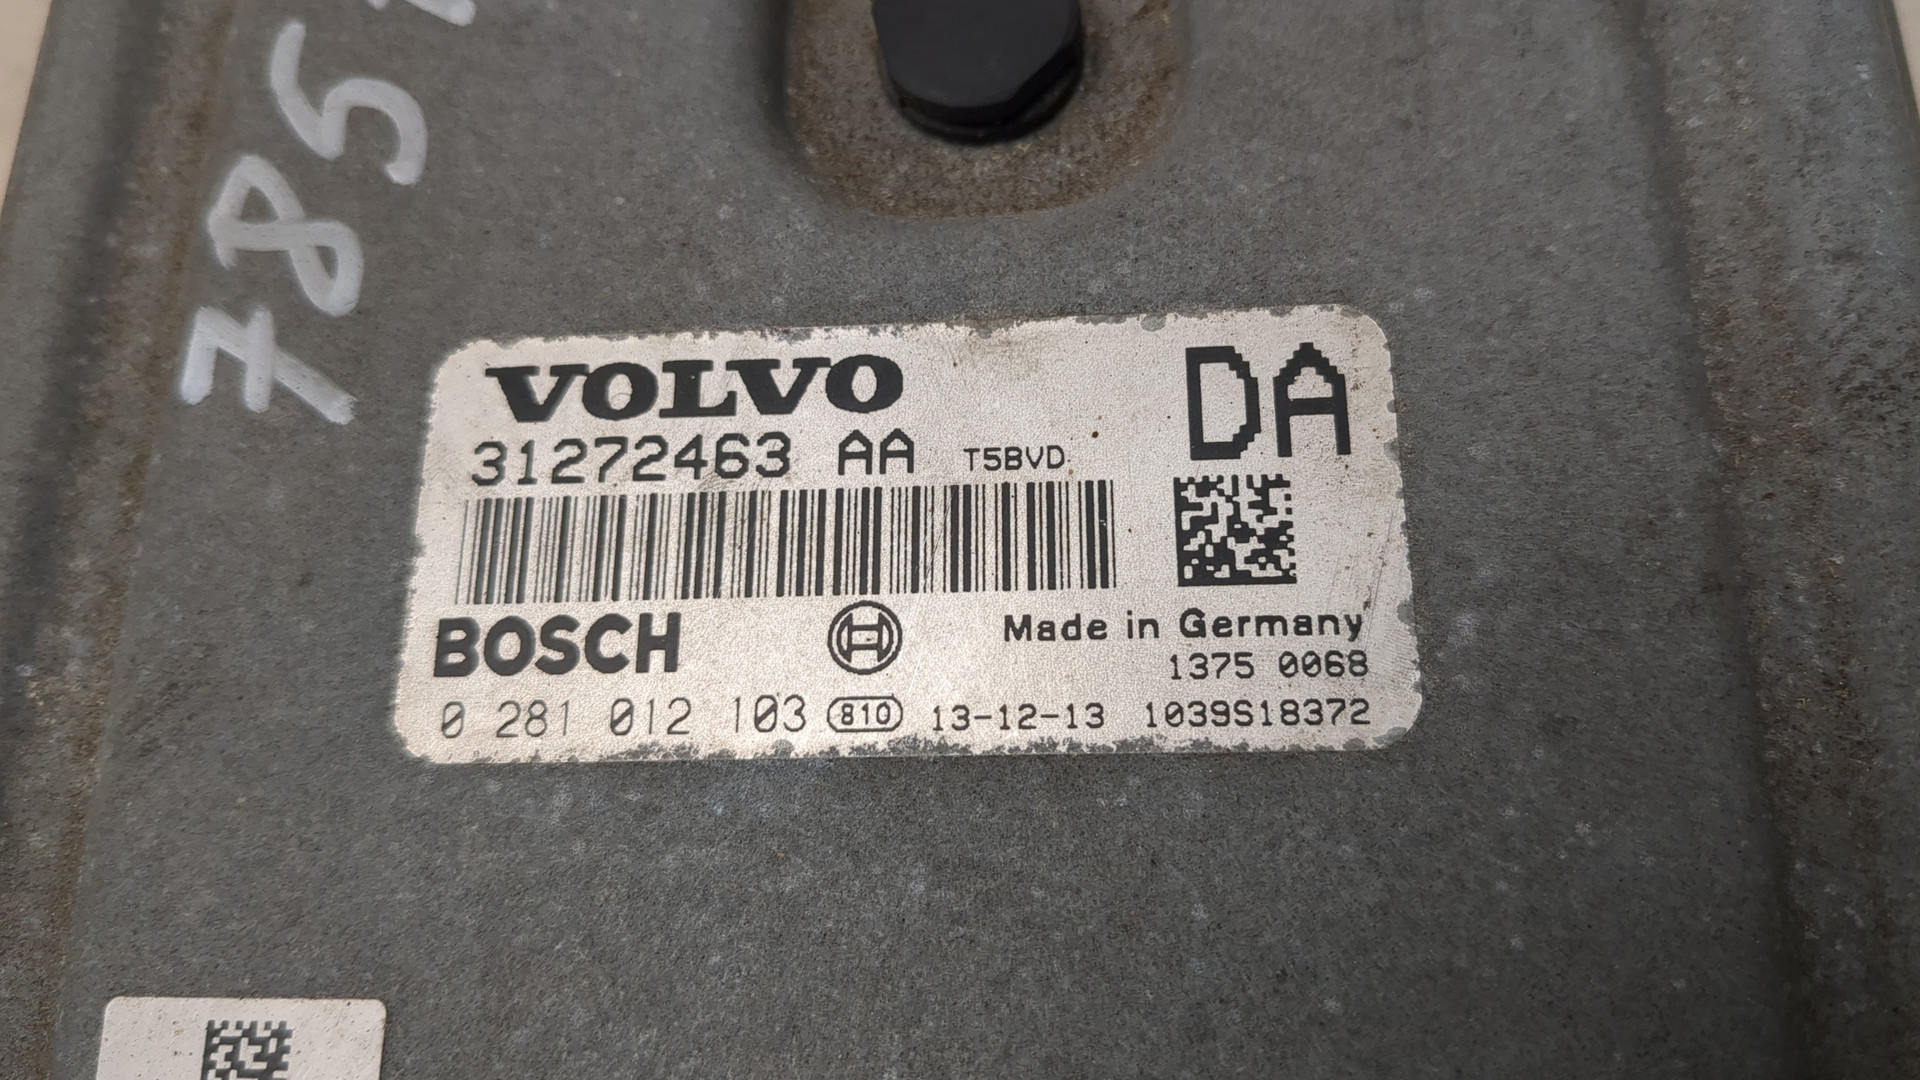 785
VOLVO
DA
31272463 AA T5BVD
BOSCH
Made in Germany
1375 0068
0 281 012 103 810 13-12-13 1039S18372